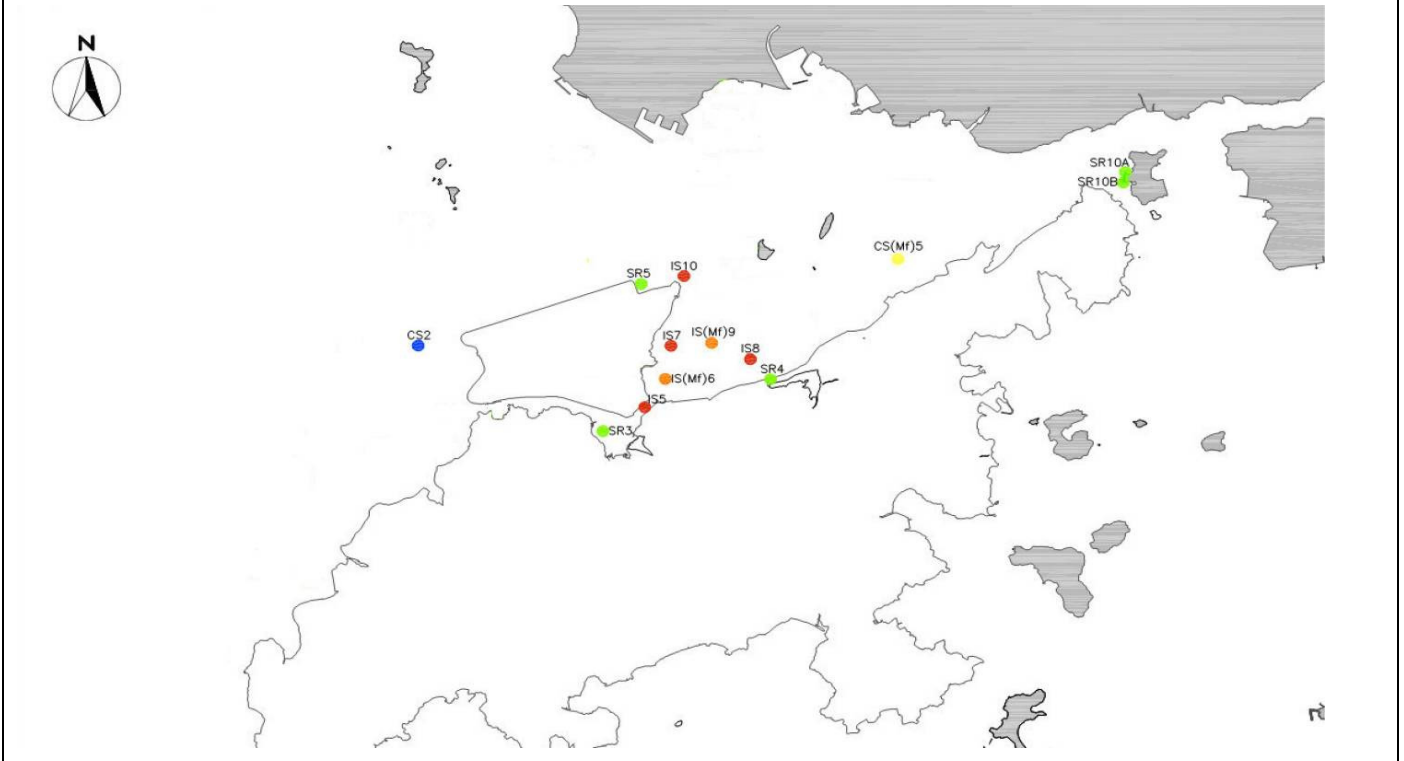 N
SR10A
SR10B
CS(Mf)5
IS10
SR5
CS2
IS7
IS(Mf)9
IS8
SR4
IS(Mf)6
IS5
SR3